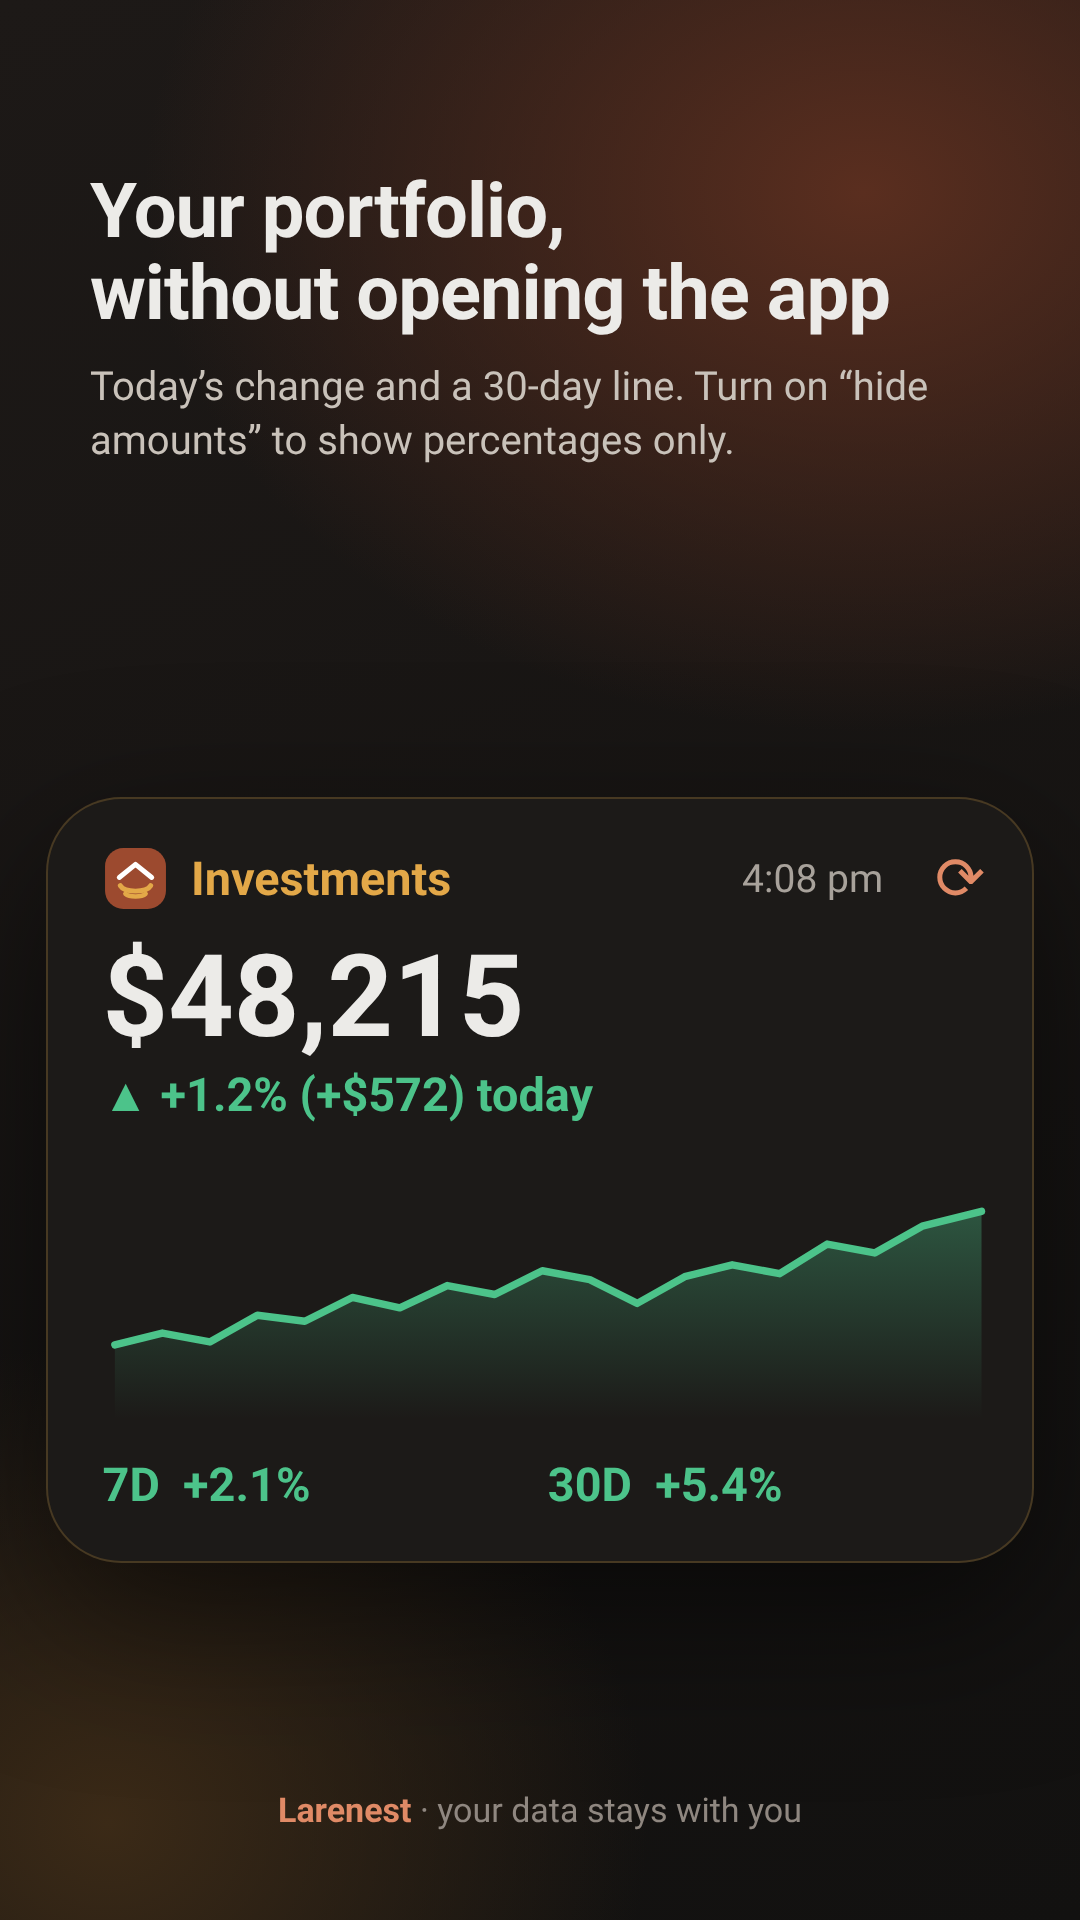 Your portfolio,
without opening the app
Today’s change and a 30-day line. Turn on “hide
amounts” to show percentages only.
Investments
4:08 pm
$48,215
▲ +1.2% (+$572) today
7D +2.1%
30D +5.4%
Larenest · your data stays with you